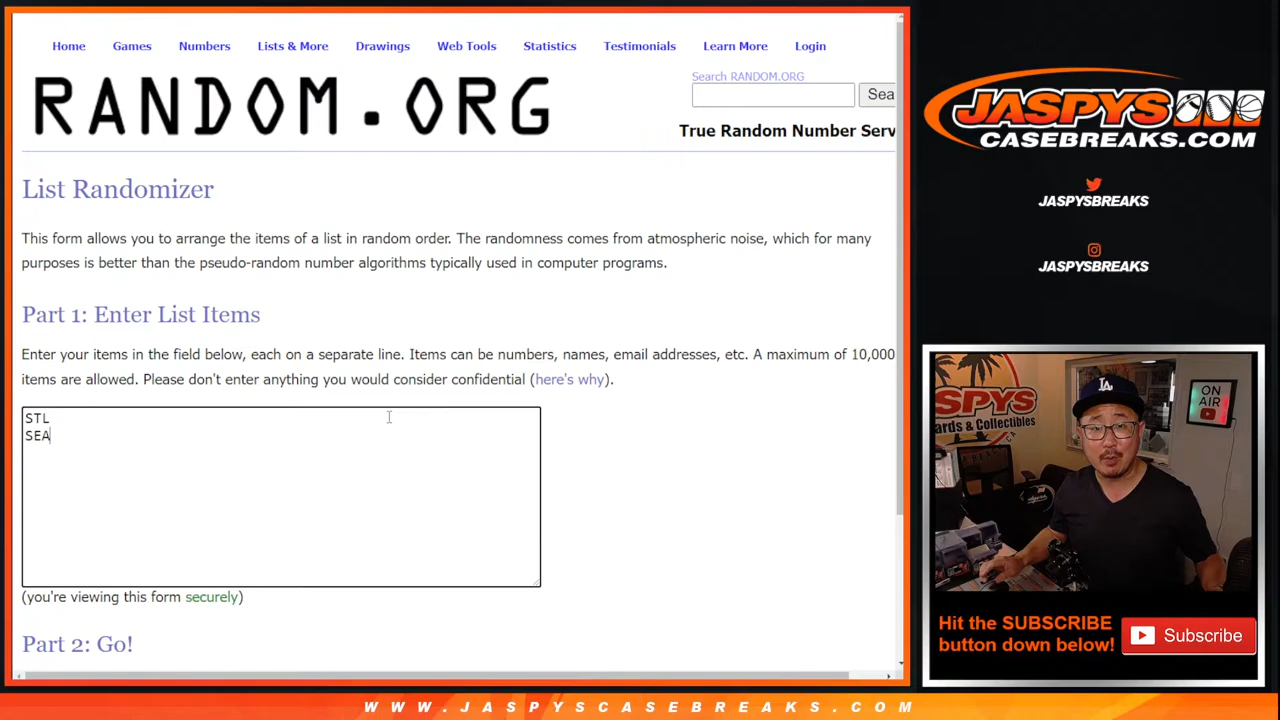 Home Games Numbers Lists & More Drawings Web Tools Statistics Testimonials Learn More Login
RANDOM.ORG
Search RANDOM.ORG
Sea
True Random Number Serv
List Randomizer
This form allows you to arrange the items of a list in random order. The randomness comes from atmospheric noise, which for many
purposes is better than the pseudo-random number algorithms typically used in computer programs.
Part 1: Enter List Items
Enter your items in the field below, each on a separate line. Items can be numbers, names, email addresses, etc. A maximum of 10,000
items are allowed. Please don't enter anything you would consider confidential (here's why).
STL
SEA
(you're viewing this form securely)
Part 2: Go!
JASPYS
CASEBREAKS.COM
JASPYSBREAKS
JASPYSBREAKS
ASPYS
ards & Collectibles
CA
LA
ON
AIR
Hit the SUBSCRIBE
button down below!
Subscribe
WWW.JASPYSCASEBREAKS.COM